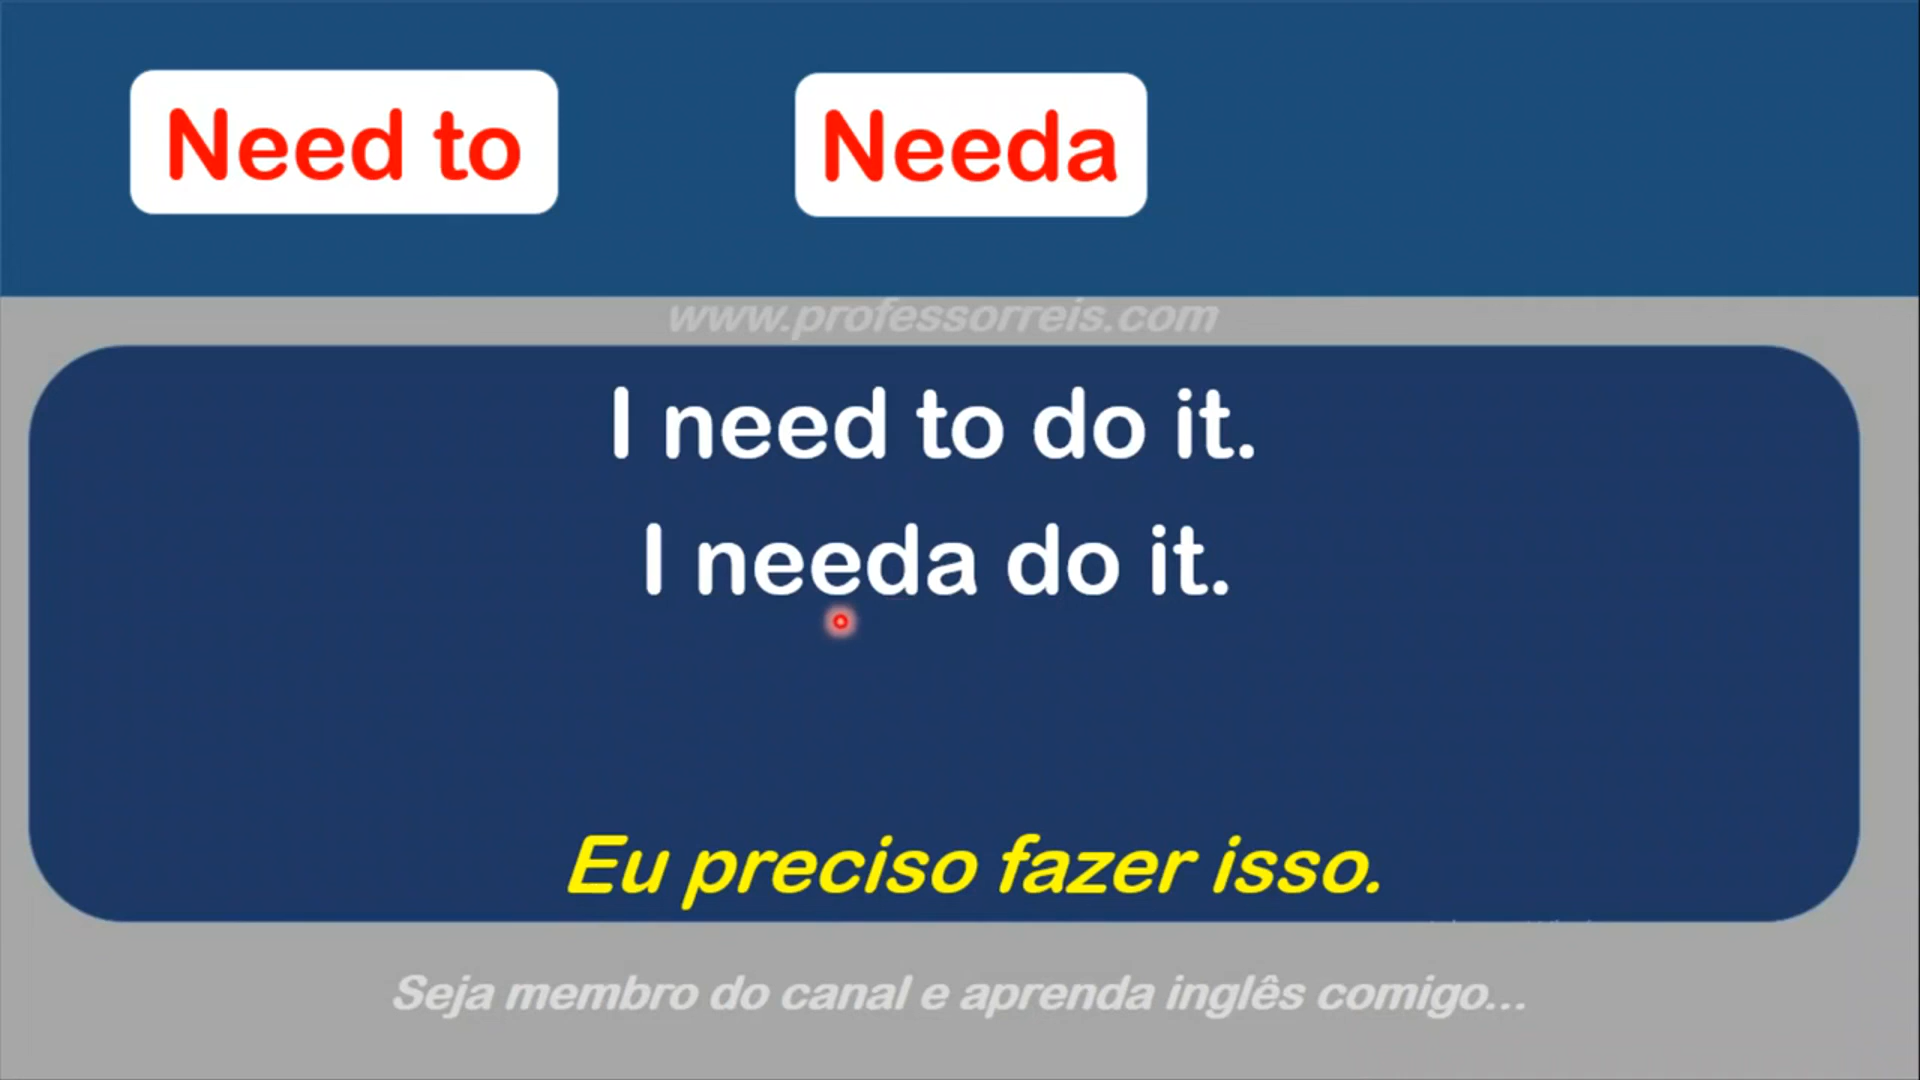 Need to
Needa
www.professorreis.com
I need to do it.
I needa do it.
Eu preciso fazer isso.
Seja membro do canal e aprenda inglês comigo...